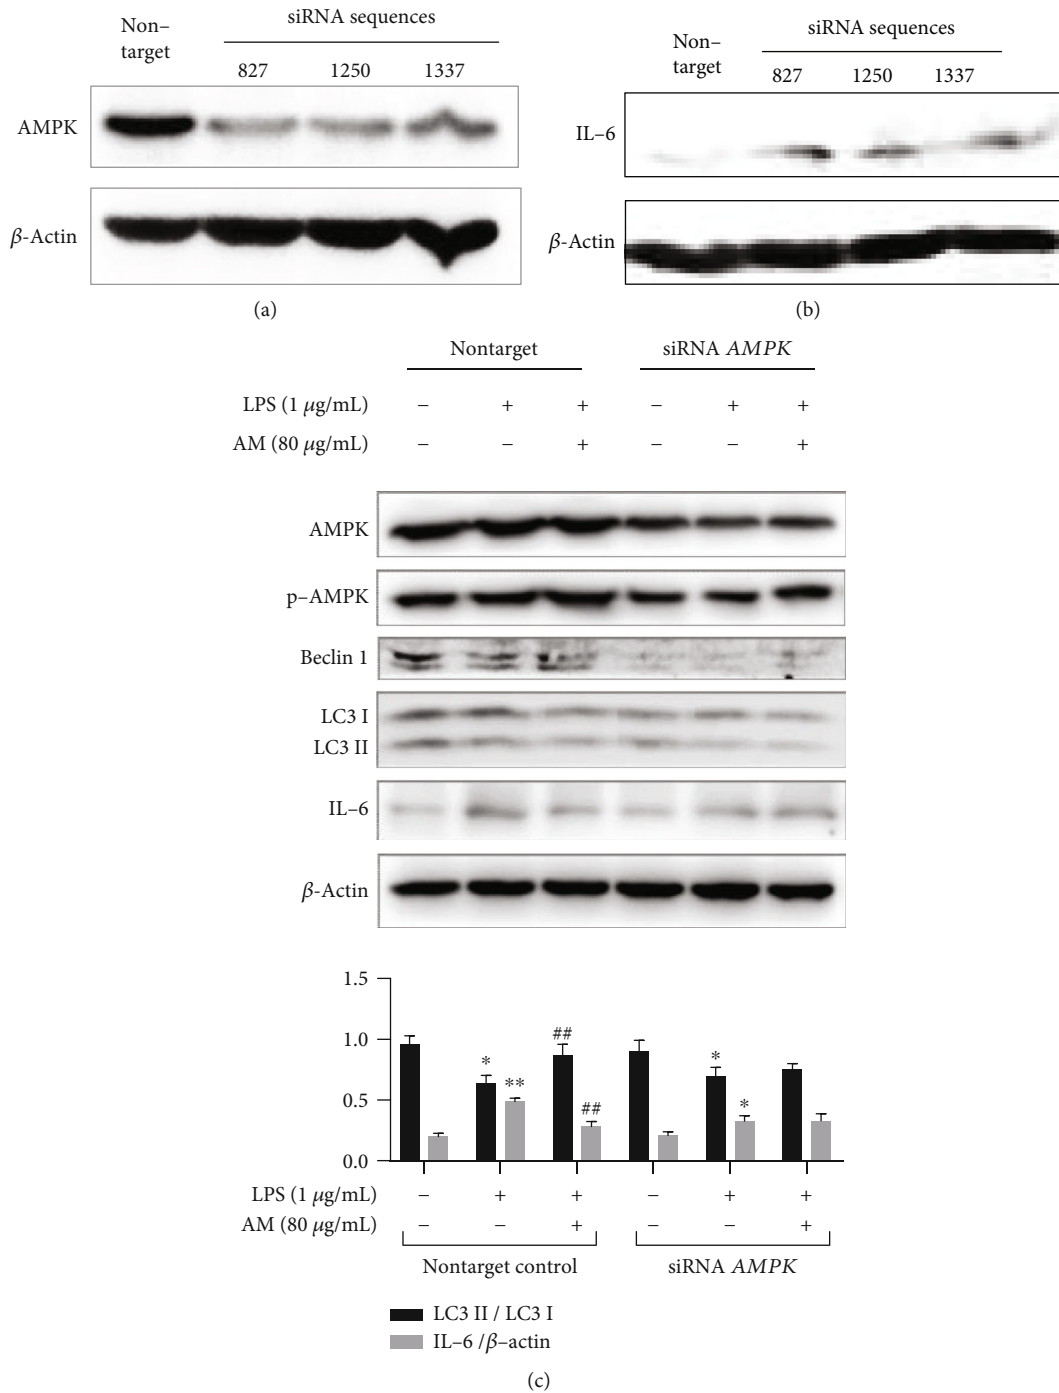 Non–
target
siRNA sequences
827 1250 1337
AMPK
β-Actin
(a)
Non–
target
siRNA sequences
827 1250 1337
IL–6
β-Actin
(b)
Nontarget siRNA AMPK
LPS (1 μg/mL) – + + – + +
AM (80 μg/mL) – – + – – +
AMPK
p–AMPK
Beclin 1
LC3 I
LC3 II
IL–6
β-Actin
1.5
1.0
0.5
0.0
* ** ## ## * *
LPS (1 μg/mL) – + + – + +
AM (80 μg/mL) – – + – – +
Nontarget control siRNA AMPK
LC3 II / LC3 I
IL–6 /β–actin
(c)